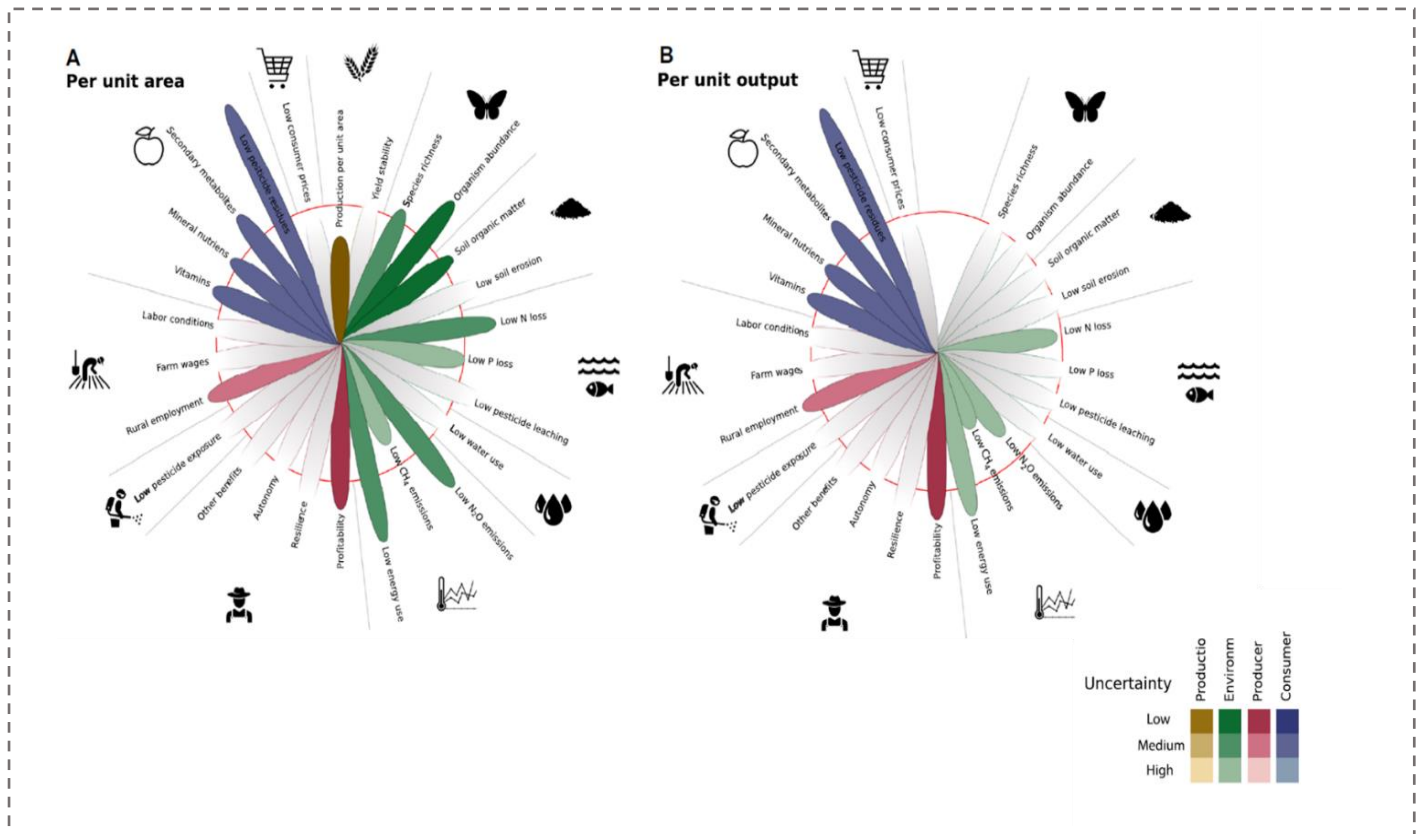 A
Per unit area
Low consumer prices
Production per unit area
Yield stability
Species richness
Organism abundance
Soil organic matter
Low soil erosion
Low N loss
Low P loss
Low pesticide leaching
Low water use
Low N₂O emissions
Low CH₄ emissions
Low energy use
Profitability
Resilience
Autonomy
Other benefits
Low pesticide exposure
Rural employment
Farm wages
Labor conditions
Vitamins
Mineral nutriens
Secondary metabolites
Low pesticide residues
B
Per unit output
Low consumer prices
Species richness
Organism abundance
Soil organic matter
Low soil erosion
Low N loss
Low P loss
Low pesticide leaching
Low water use
Low N₂O emissions
Low CH₄ emissions
Low energy use
Profitability
Resilience
Autonomy
Other benefits
Low pesticide exposure
Rural employment
Farm wages
Labor conditions
Vitamins
Mineral nutriens
Secondary metabolites
Low pesticide residues
Uncertainty
Productio
Environm
Producer
Consumer
Low
Medium
High